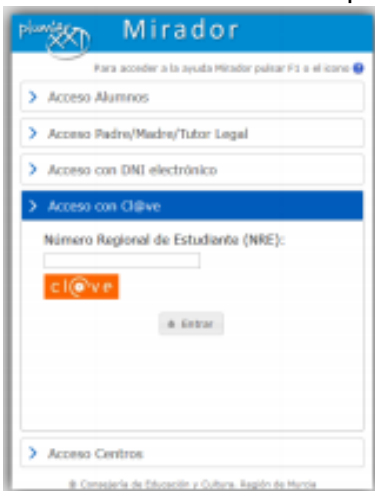 plumier
XXI
Mirador
Para acceder a la ayuda Mirador pulsar F1 o el icono
Acceso Alumnos
Acceso Padre/Madre/Tutor Legal
Acceso con DNI electrónico
Acceso con Cl@ve
Número Regional de Estudiante (NRE):
cl@ve
Entrar
Acceso Centros
© Consejería de Educación y Cultura. Región de Murcia